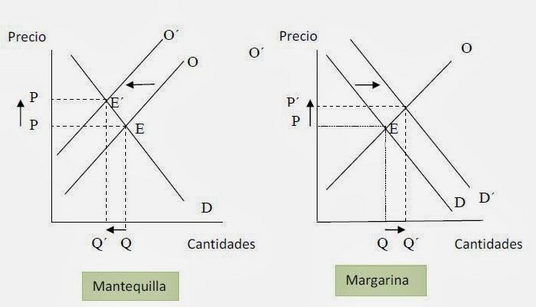 Precio
O´
O
P
E´
P
E
D
Q´ Q
Cantidades
Mantequilla
O´
Precio
O
P´
P
E
D
D´
Q Q´
Cantidades
Margarina